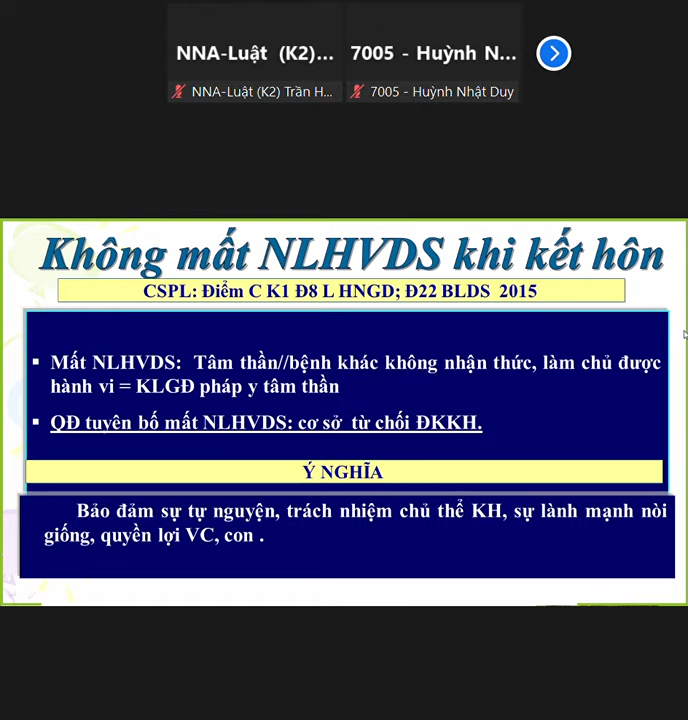 NNA-Luật (K2)... 7005 - Huỳnh N...
NNA-Luật (K2) Trần H... 7005 - Huỳnh Nhật Duy
Không mất NLHVDS khi kết hôn
CSPL: Điểm C K1 Đ8 L HNGD; Đ22 BLDS 2015
▪ Mất NLHVDS: Tâm thần//bệnh khác không nhận thức, làm chủ được
hành vi = KLGĐ pháp y tâm thần
▪ QĐ tuyên bố mất NLHVDS: cơ sở từ chối ĐKKH.
Ý NGHĨA
Bảo đảm sự tự nguyện, trách nhiệm chủ thể KH, sự lành mạnh nòi
giống, quyền lợi VC, con .